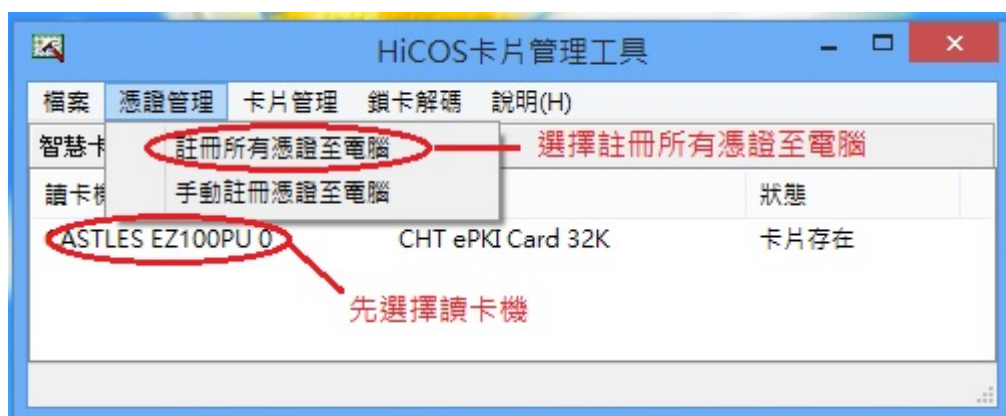 HiCOS卡片管理工具
檔案 憑證管理 卡片管理 鎖卡解碼 說明(H)
智慧卡
註冊所有憑證至電腦 選擇註冊所有憑證至電腦
手動註冊憑證至電腦
讀卡機 狀態
CASTLES EZ100PU 0 CHT ePKI Card 32K 卡片存在
先選擇讀卡機